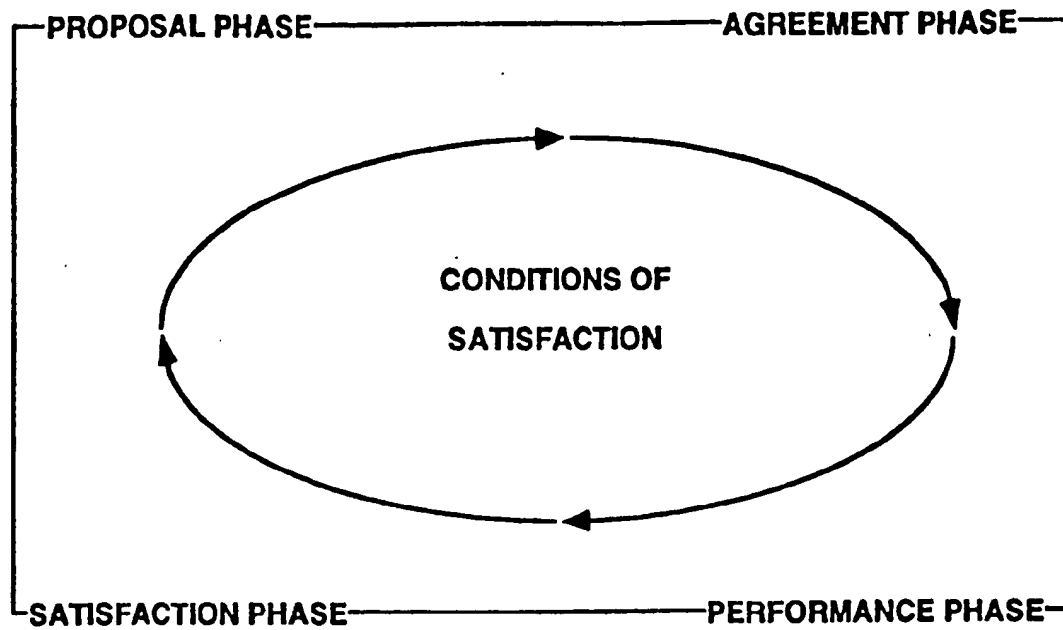 PROPOSAL PHASE
AGREEMENT PHASE
CONDITIONS OF
SATISFACTION
SATISFACTION PHASE
PERFORMANCE PHASE